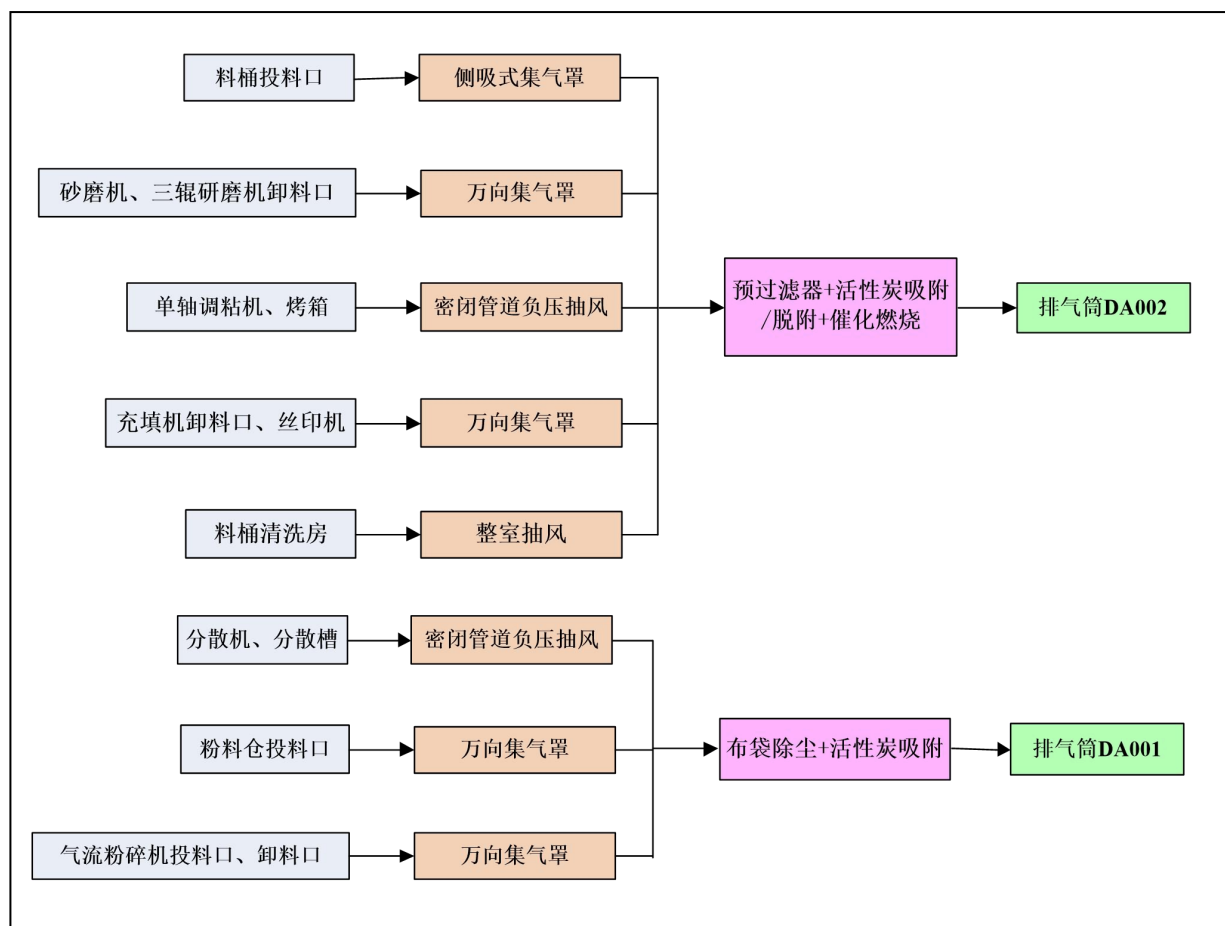 料桶投料口
侧吸式集气罩
砂磨机、三辊研磨机卸料口
万向集气罩
单轴调粘机、烤箱
密闭管道负压抽风
预过滤器+活性炭吸附
/脱附+催化燃烧
排气筒DA002
充填机卸料口、丝印机
万向集气罩
料桶清洗房
整室抽风
分散机、分散槽
密闭管道负压抽风
粉料仓投料口
万向集气罩
布袋除尘+活性炭吸附
排气筒DA001
气流粉碎机投料口、卸料口
万向集气罩